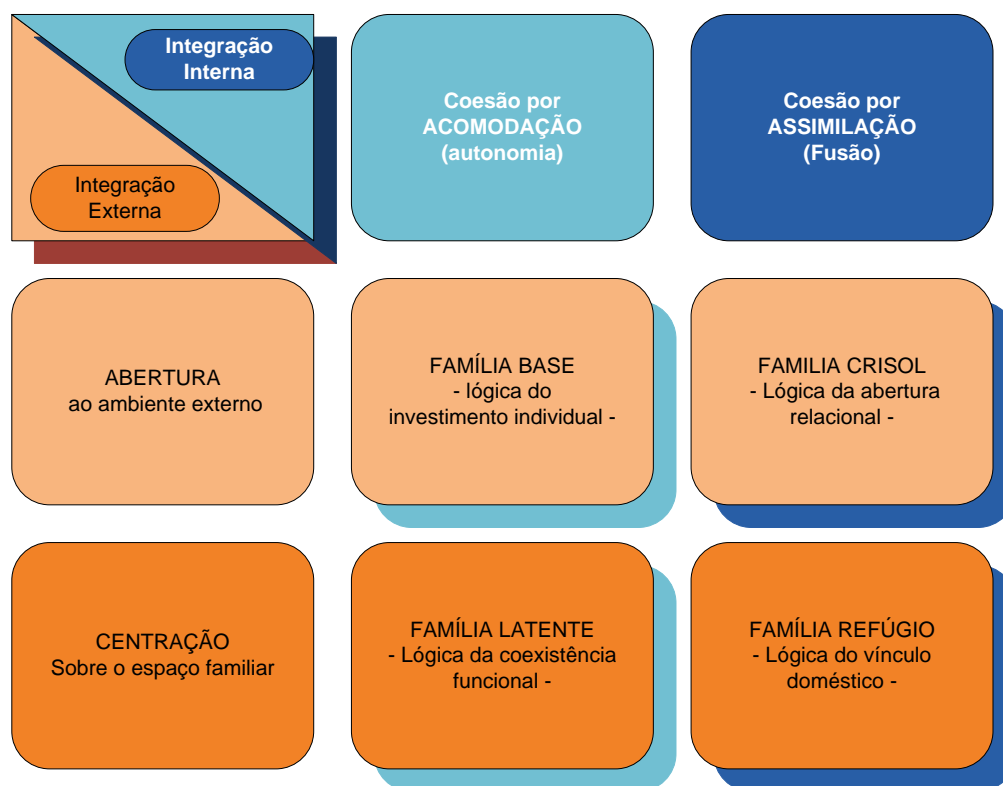 Integração
Interna
Integração
Externa
Coesão por
ACOMODAÇÃO
(autonomia)
Coesão por
ASSIMILAÇÃO
(Fusão)
ABERTURA
ao ambiente externo
FAMÍLIA BASE
- lógica do
investimento individual -
FAMILIA CRISOL
- Lógica da abertura
relacional -
CENTRAÇÃO
Sobre o espaço familiar
FAMÍLIA LATENTE
- Lógica da coexistência
funcional -
FAMÍLIA REFÚGIO
- Lógica do vínculo
doméstico -